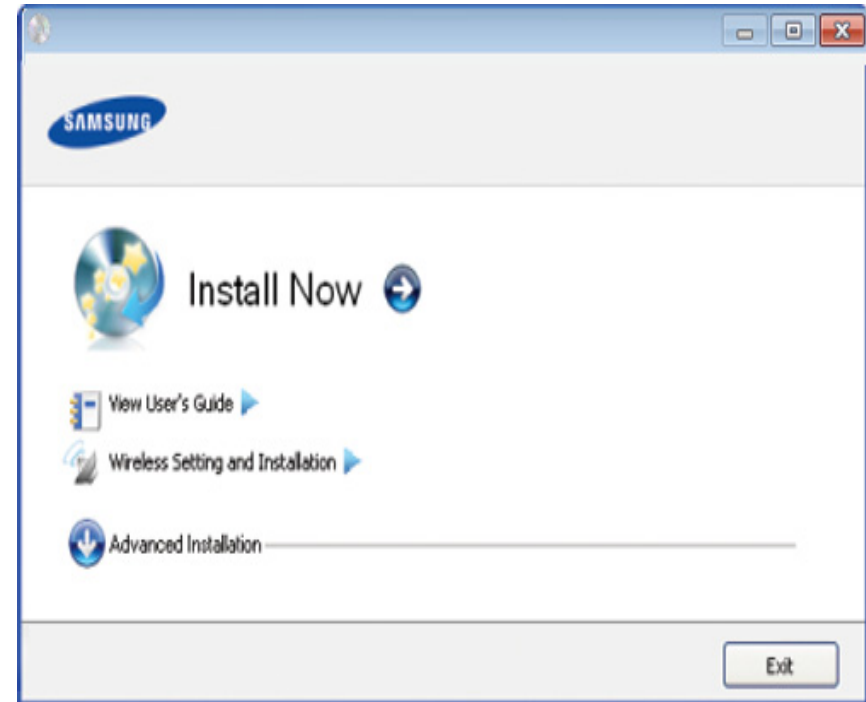 SAMSUNG
Install Now
View User's Guide
Wireless Setting and Installation
Advanced Installation
Exit